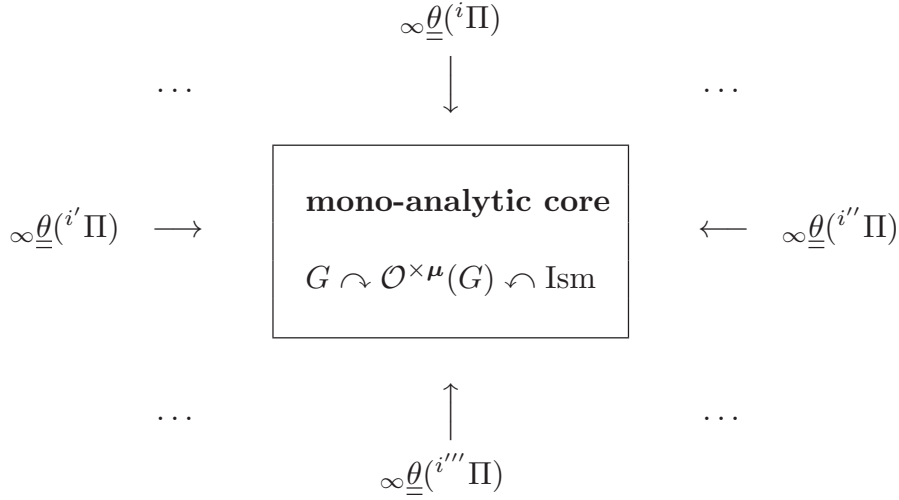 ∞θ(ⁱΠ)
… …
mono-analytic core
∞θ(ⁱ′Π) → ← ∞θ(ⁱ″Π)
G ↷ 𝒪^×μ(G) ↶ Ism
… …
∞θ(ⁱ‴Π)